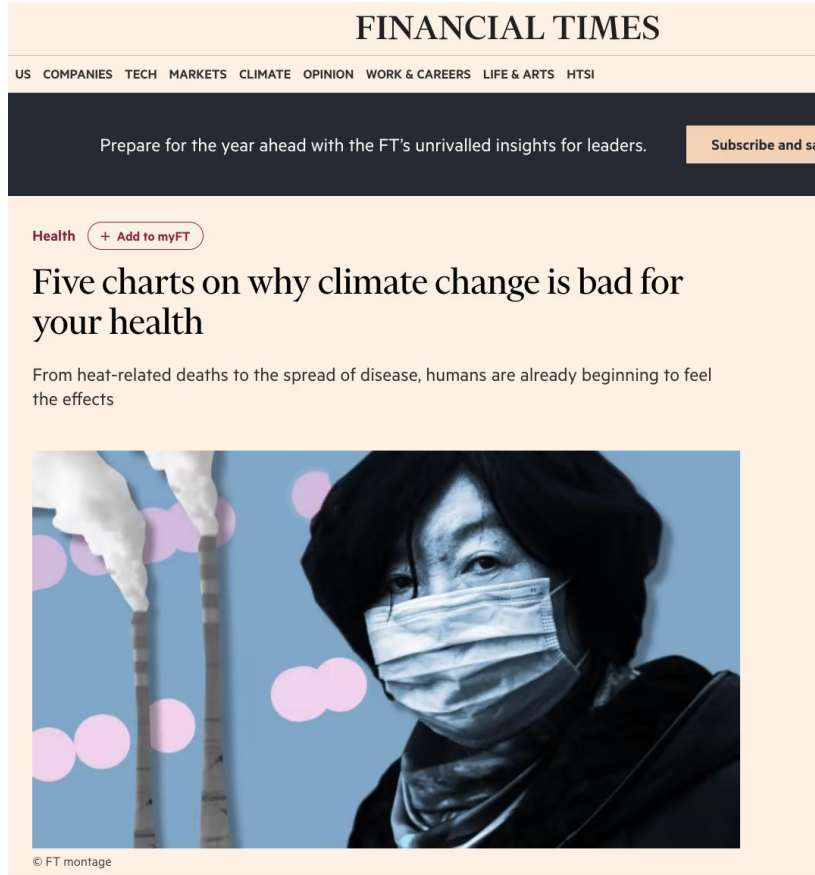 FINANCIAL TIMES
US COMPANIES TECH MARKETS CLIMATE OPINION WORK & CAREERS LIFE & ARTS HTSI
Prepare for the year ahead with the FT's unrivalled insights for leaders.
Subscribe and
Health
+ Add to myFT
Five charts on why climate change is bad for
your health
From heat-related deaths to the spread of disease, humans are already beginning to feel
the effects
© FT montage